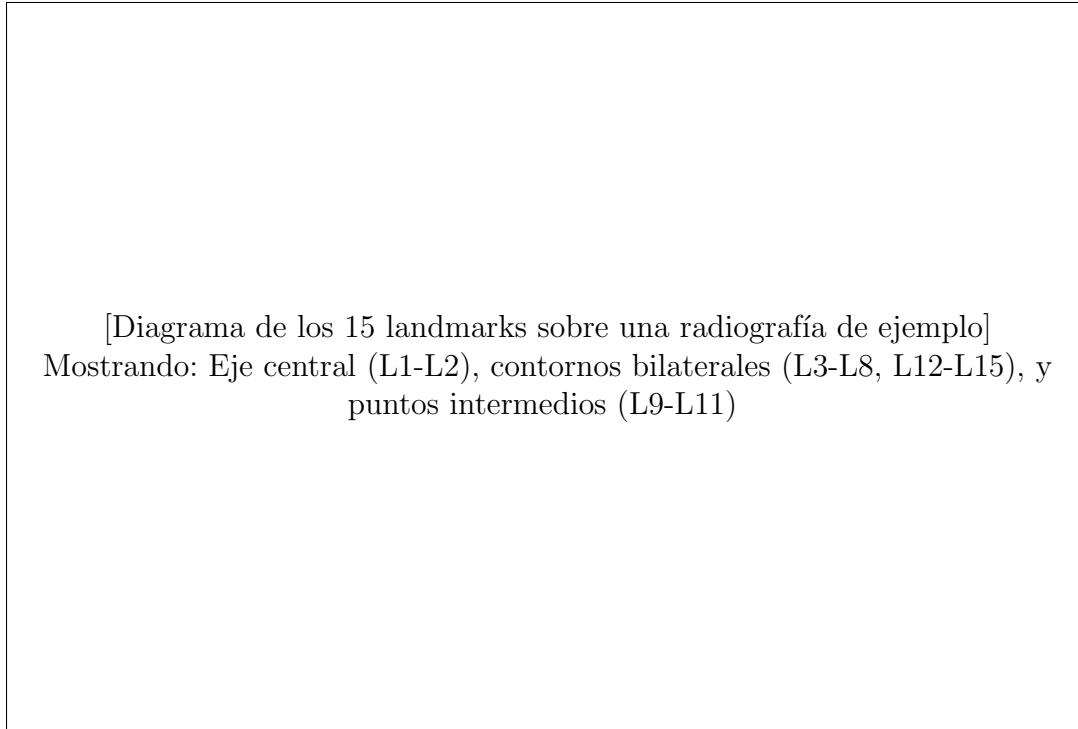 [Diagrama de los 15 landmarks sobre una radiografía de ejemplo]
Mostrando: Eje central (L1-L2), contornos bilaterales (L3-L8, L12-L15), y
puntos intermedios (L9-L11)